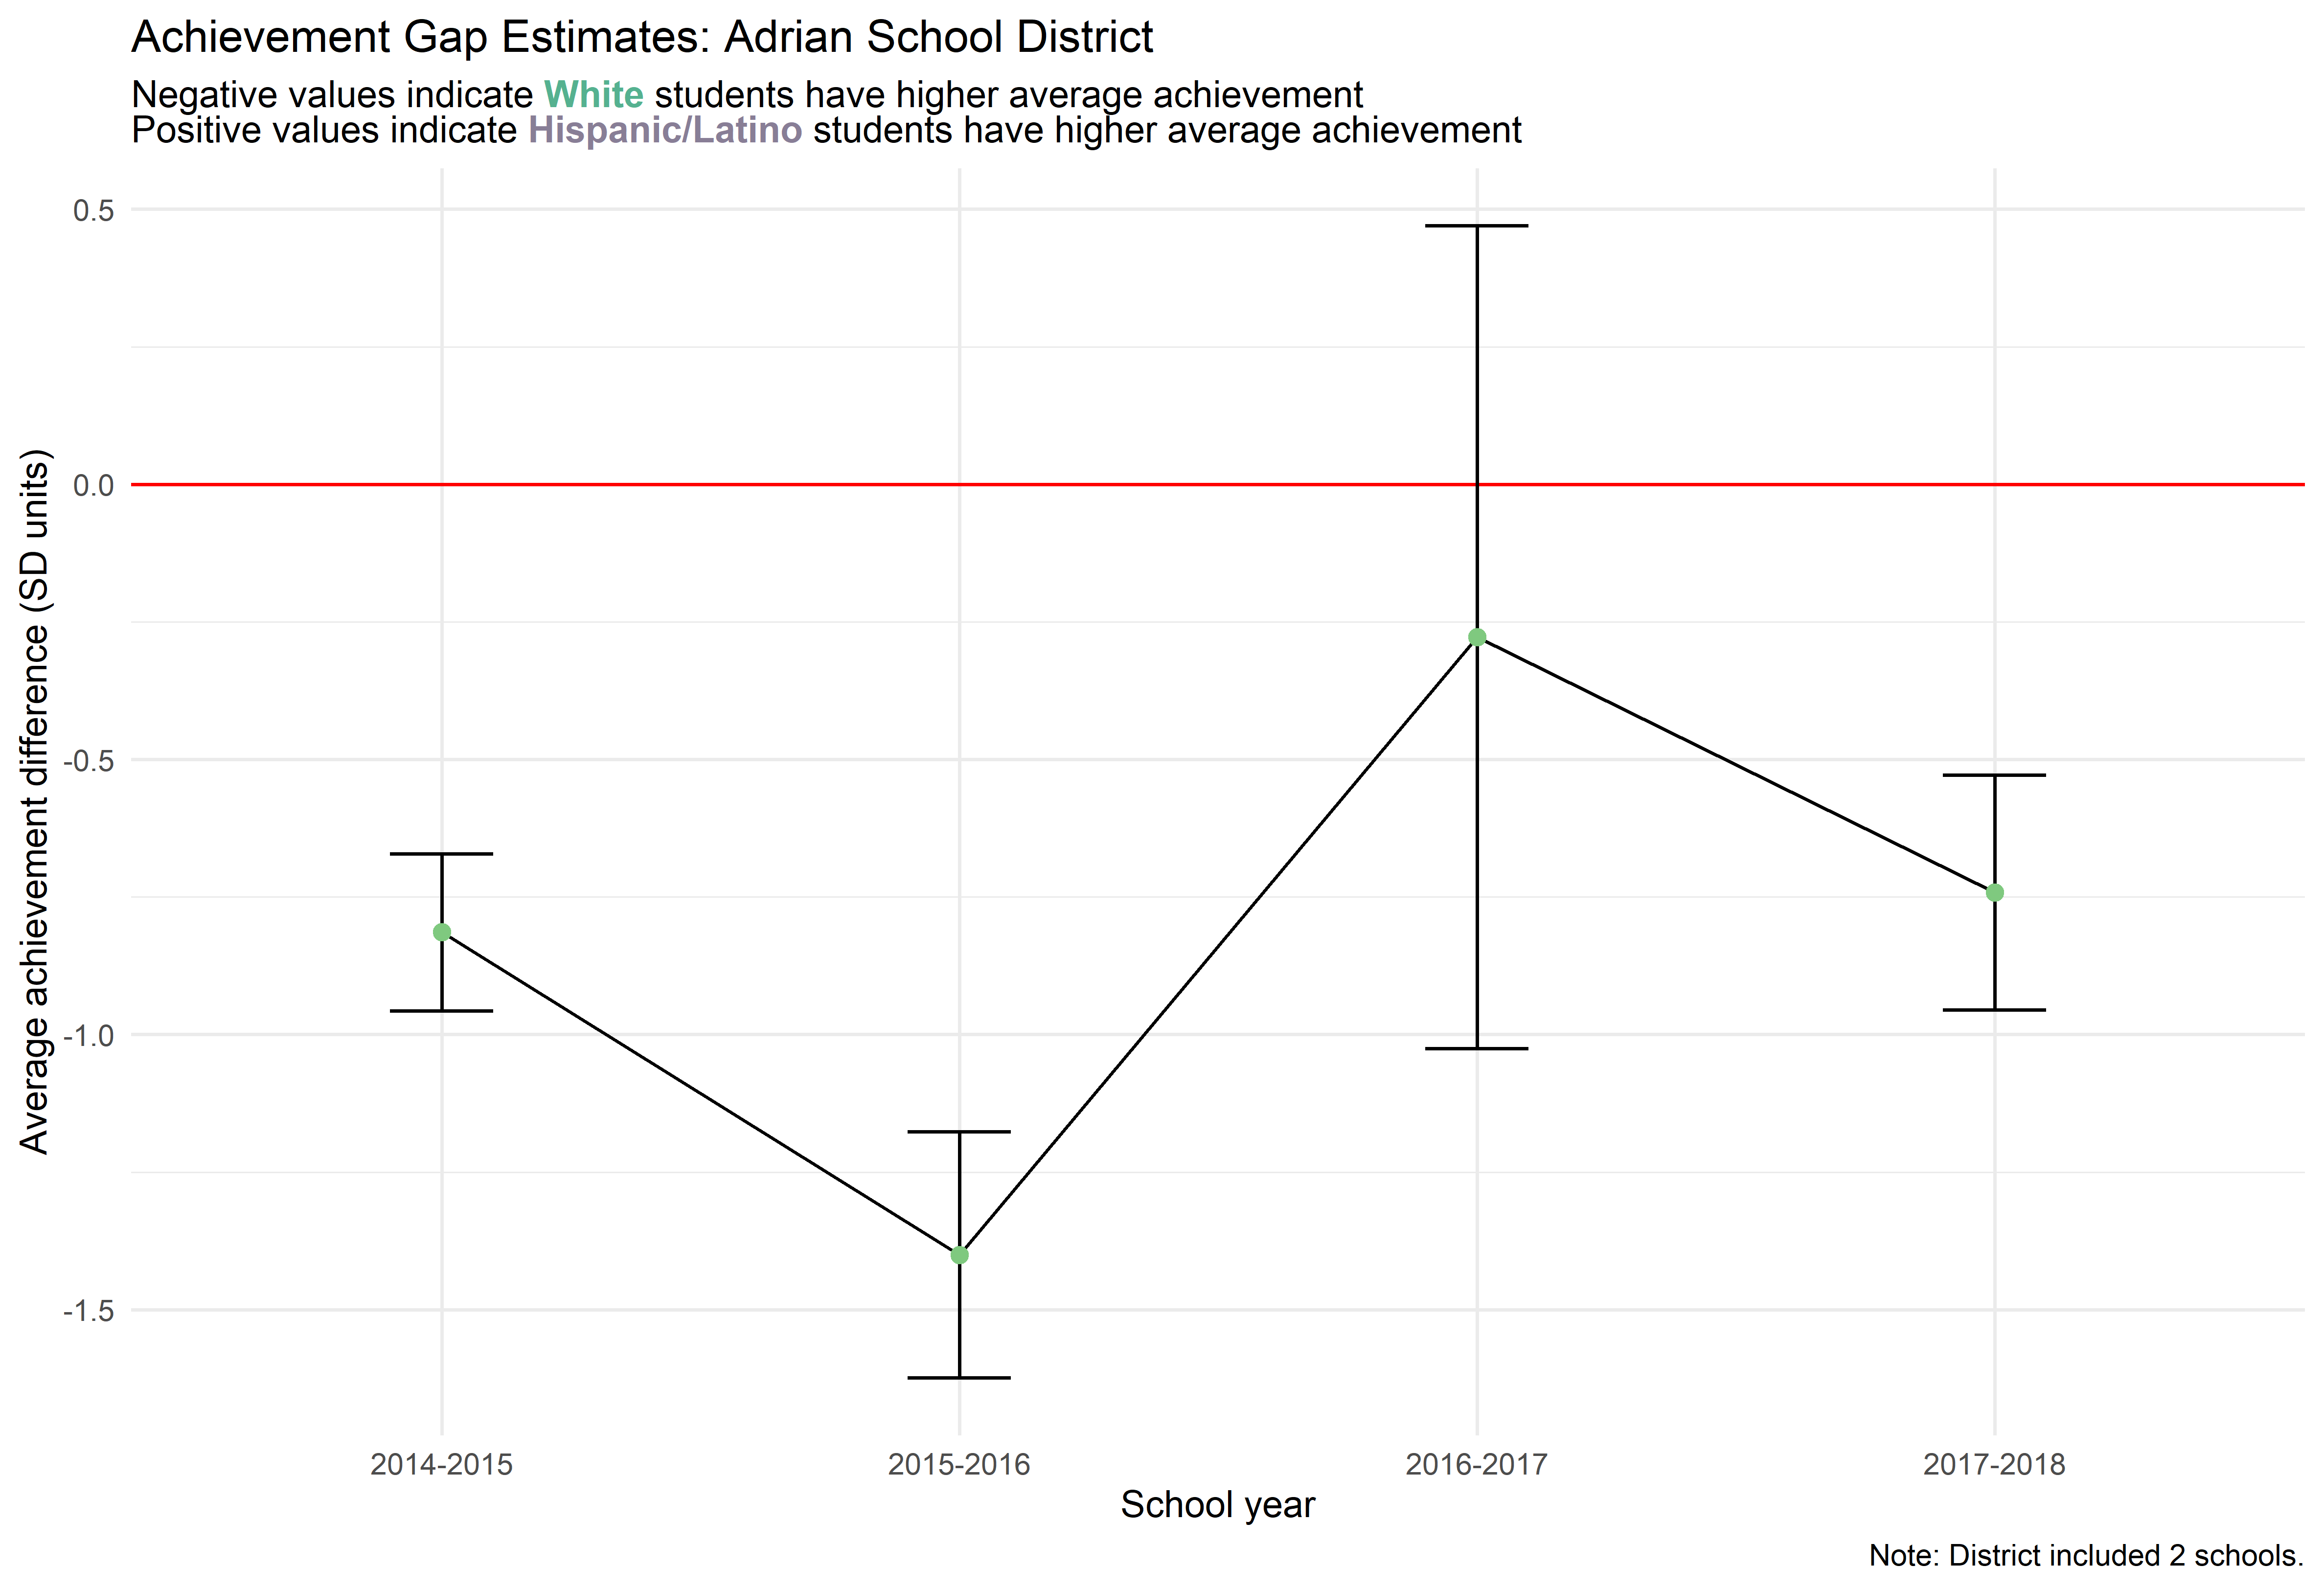 Achievement Gap Estimates: Adrian School District
Negative values indicate White students have higher average achievement
Positive values indicate Hispanic/Latino students have higher average achievement
Average achievement difference (SD units)
0.5
0.0
-0.5
-1.0
-1.5
2014-2015
2015-2016
2016-2017
2017-2018
School year
Note: District included 2 schools.